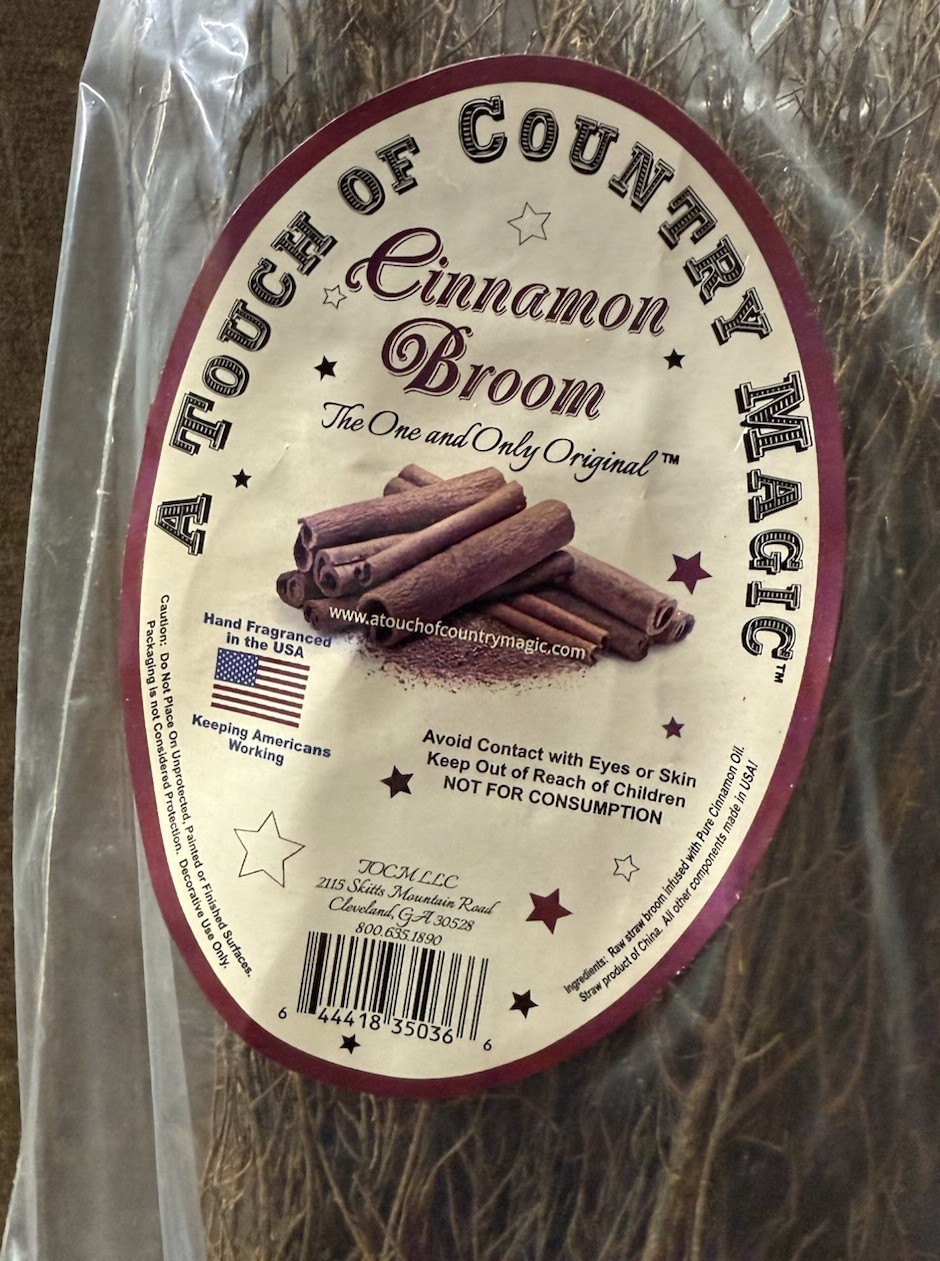 A TOUCH OF COUNTRY MAGIC™
Cinnamon
Broom
The One and Only Original™
www.atouchofcountrymagic.com
Hand Fragranced
in the USA
Keeping Americans
Working
Avoid Contact with Eyes or Skin
Keep Out of Reach of Children
NOT FOR CONSUMPTION
Caution: Do Not Place On Unprotected, Painted or Finished Surfaces.
Packaging is not Considered Protection. Decorative Use Only.
TOCM LLC
2115 Skitts Mountain Road
Cleveland, GA 30528
800.635.1890
6 44418 35036 6
Ingredients: Raw straw broom infused with Pure Cinnamon Oil.
Straw product of China. All other components made in USA!